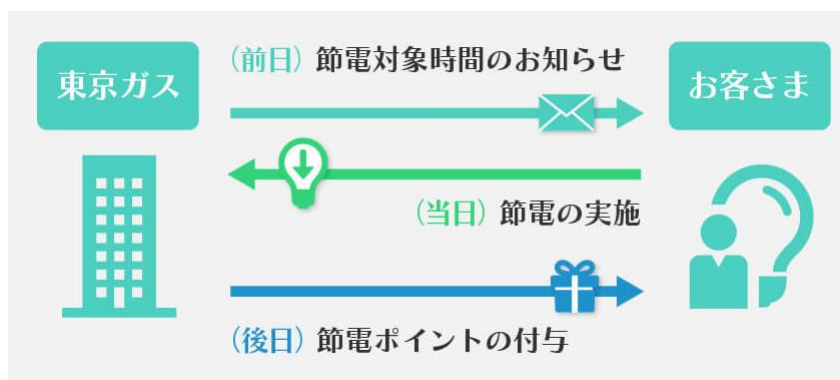 東京ガス
(前日) 節電対象時間のお知らせ
お客さま
(当日) 節電の実施
(後日) 節電ポイントの付与